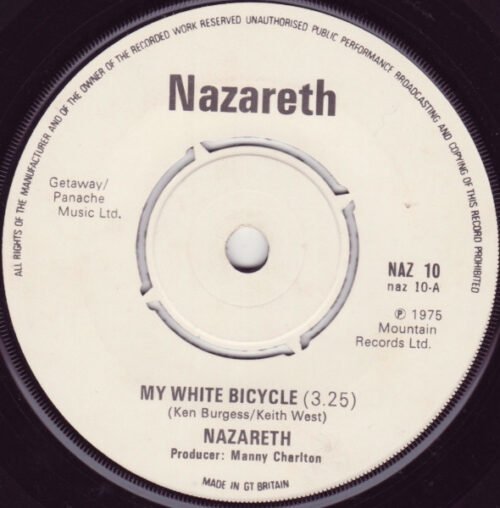 ALL RIGHTS OF THE MANUFACTURER AND OF THE OWNER OF THE RECORDED WORK RESERVED UNAUTHORISED PUBLIC PERFORMANCE BROADCASTING AND COPYING OF THIS RECORD PROHIBITED
Nazareth
Getaway/
Panache
Music Ltd.
NAZ 10
naz 10-A
℗ 1975
Mountain
Records Ltd.
MY WHITE BICYCLE (3.25)
(Ken Burgess/Keith West)
NAZARETH
Producer: Manny Charlton
MADE IN GT BRITAIN